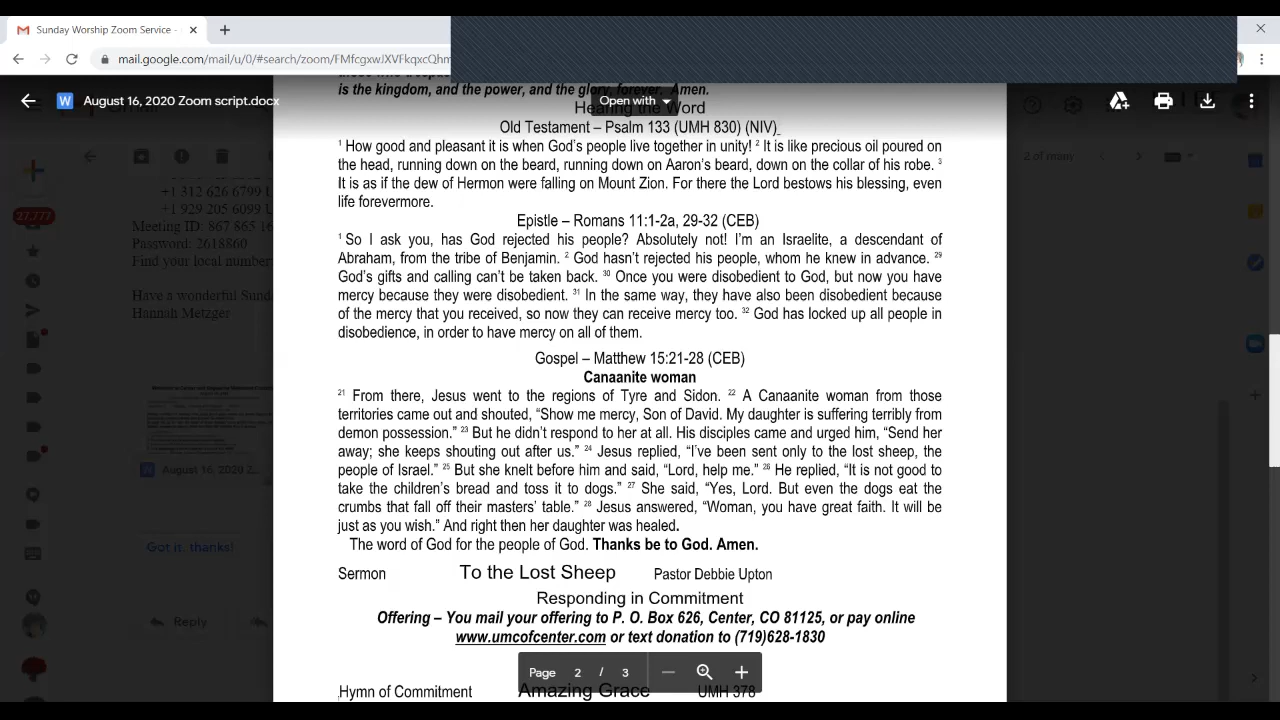 Sunday Worship Zoom Service -
mail.google.com/mail/u/0/#search/zoom/FMfcgxwJXVFkqxcQhm
is the kingdom, and the power, and the glory, forever. Amen.
August 16, 2020 Zoom script.docx
Open with
Hearing the Word
Old Testament – Psalm 133 (UMH 830) (NIV)
1 How good and pleasant it is when God's people live together in unity! 2 It is like precious oil poured on
the head, running down on the beard, running down on Aaron's beard, down on the collar of his robe. 3
It is as if the dew of Hermon were falling on Mount Zion. For there the Lord bestows his blessing, even
life forevermore.
Epistle – Romans 11:1-2a, 29-32 (CEB)
1 So I ask you, has God rejected his people? Absolutely not! I'm an Israelite, a descendant of
Abraham, from the tribe of Benjamin. 2 God hasn't rejected his people, whom he knew in advance. 29
God's gifts and calling can't be taken back. 30 Once you were disobedient to God, but now you have
mercy because they were disobedient. 31 In the same way, they have also been disobedient because
of the mercy that you received, so now they can receive mercy too. 32 God has locked up all people in
disobedience, in order to have mercy on all of them.
Gospel – Matthew 15:21-28 (CEB)
Canaanite woman
21 From there, Jesus went to the regions of Tyre and Sidon. 22 A Canaanite woman from those
territories came out and shouted, "Show me mercy, Son of David. My daughter is suffering terribly from
demon possession." 23 But he didn't respond to her at all. His disciples came and urged him, "Send her
away; she keeps shouting out after us." 24 Jesus replied, "I've been sent only to the lost sheep, the
people of Israel." 25 But she knelt before him and said, "Lord, help me." 26 He replied, "It is not good to
take the children's bread and toss it to dogs." 27 She said, "Yes, Lord. But even the dogs eat the
crumbs that fall off their masters' table." 28 Jesus answered, "Woman, you have great faith. It will be
just as you wish." And right then her daughter was healed.
The word of God for the people of God. Thanks be to God. Amen.
Sermon To the Lost Sheep Pastor Debbie Upton
Responding in Commitment
Offering – You mail your offering to P. O. Box 626, Center, CO 81125, or pay online
www.umcofcenter.com or text donation to (719)628-1830
Page 2 / 3
Hymn of Commitment Amazing Grace UMH 378
2 of many
+1 312 626 6799 U
27,777
+1 929 205 6099 U
Meeting ID: 867 865 16
Password: 2618860
Find your local number:
Have a wonderful Sund
Hannah Metzger
August 16, 2020 Z...
Got it, thanks!
Reply